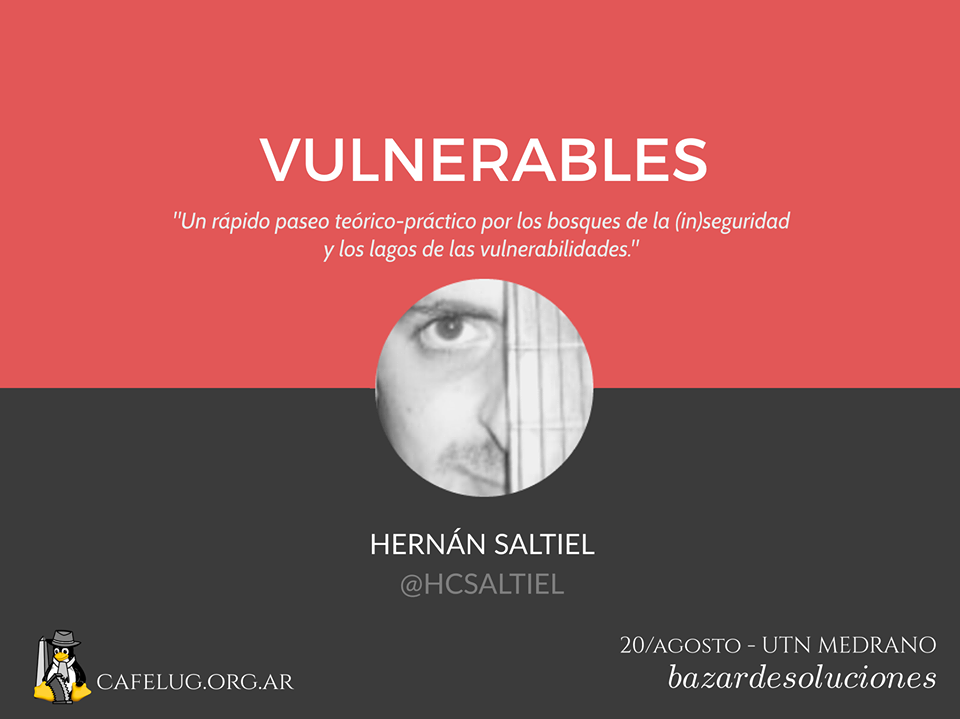 VULNERABLES
"Un rápido paseo teórico-práctico por los bosques de la (in)seguridad
y los lagos de las vulnerabilidades."
HERNÁN SALTIEL
@HCSALTIEL
20/AGOSTO - UTN MEDRANO
bazardesoluciones
CAFELUG.ORG.AR